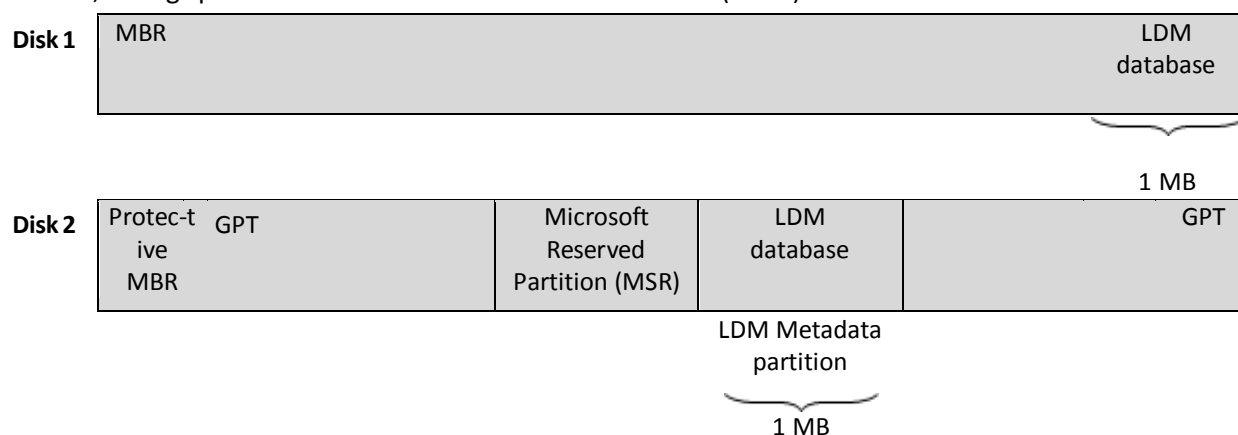 Disk 1
MBR
LDM
database
1 MB
Disk 2
Protec-t
ive
MBR
GPT
Microsoft
Reserved
Partition (MSR)
LDM
database
GPT
LDM Metadata
partition
1 MB